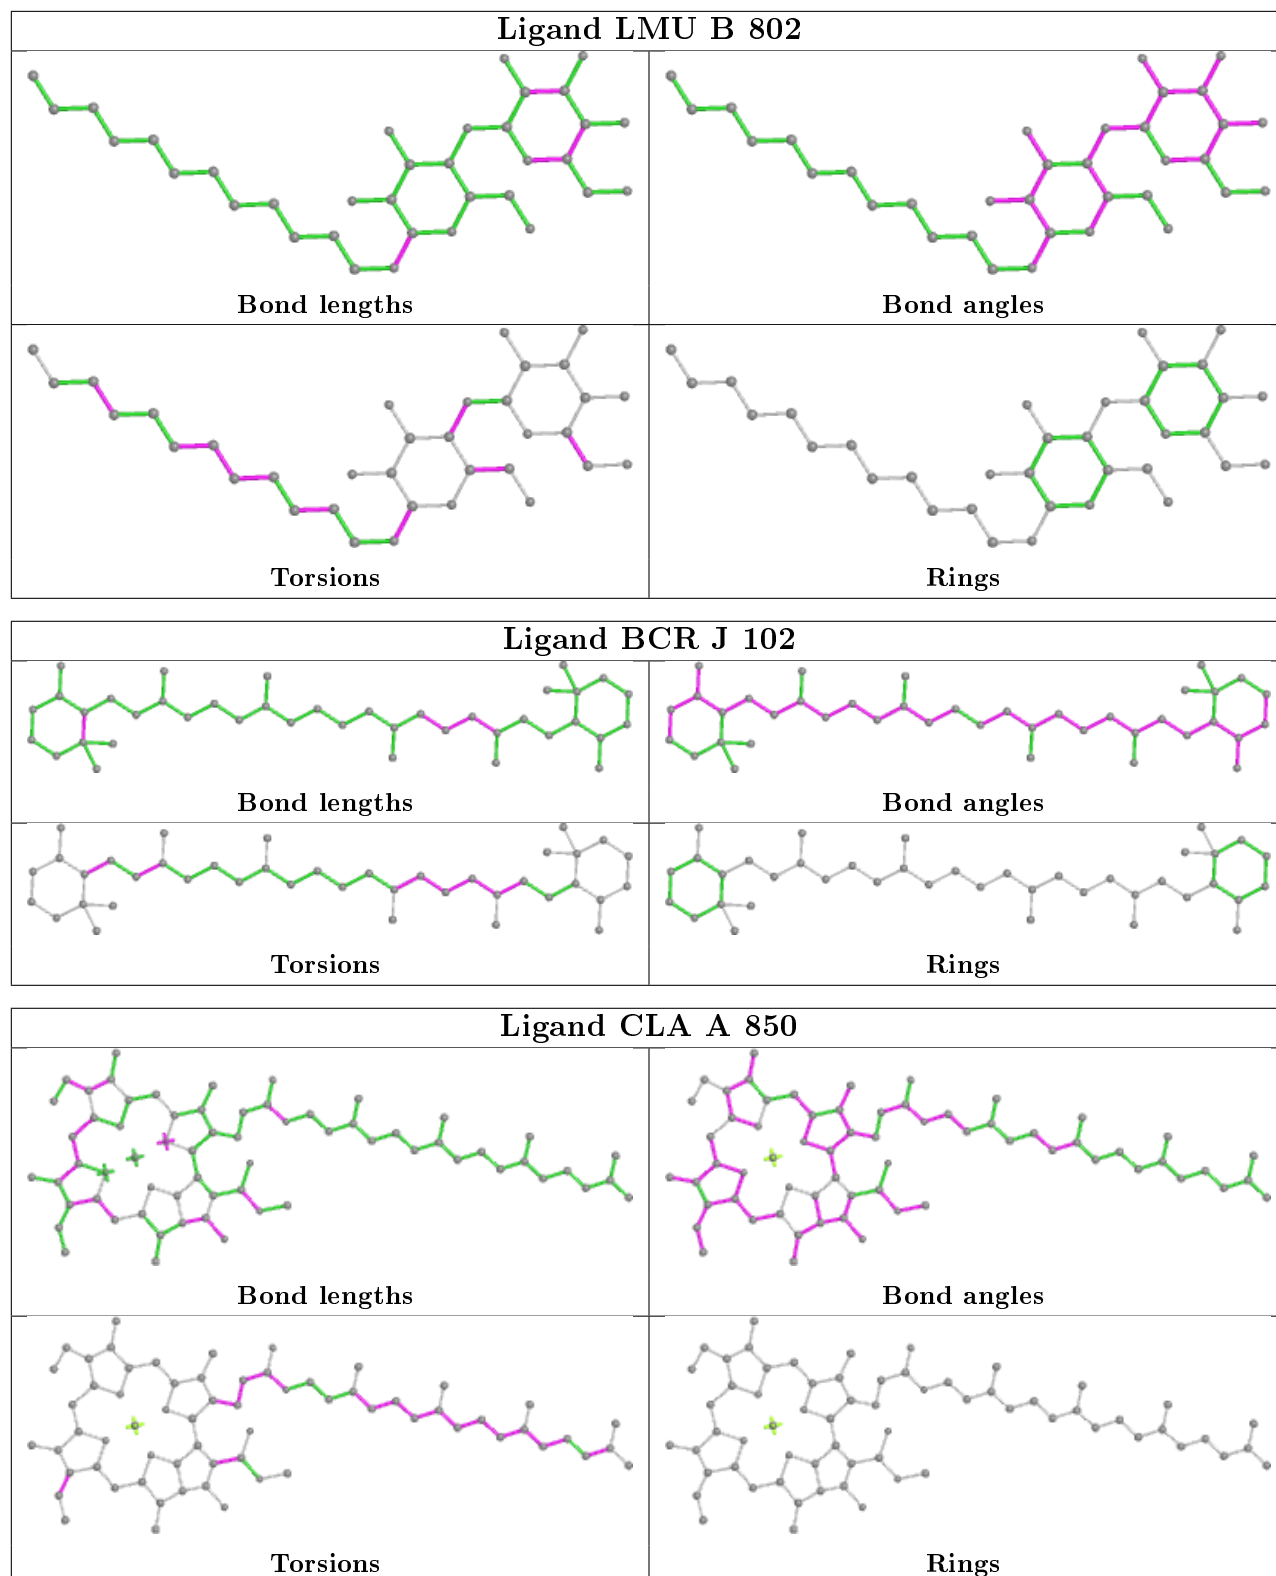 Ligand LMU B 802
Bond lengths
Bond angles
Torsions
Rings
Ligand BCR J 102
Bond lengths
Bond angles
Torsions
Rings
Ligand CLA A 850
Bond lengths
Bond angles
Torsions
Rings